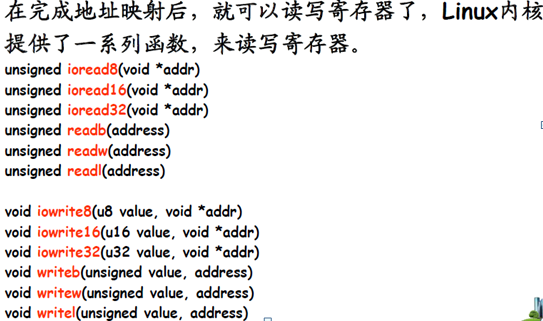 在完成地址映射后，就可以读写寄存器了，Linux内核
提供了一系列函数，来读写寄存器。
unsigned ioread8(void *addr)
unsigned ioread16(void *addr)
unsigned ioread32(void *addr)
unsigned readb(address)
unsigned readw(address)
unsigned readl(address)
void iowrite8(u8 value, void *addr)
void iowrite16(u16 value, void *addr)
void iowrite32(u32 value, void *addr)
void writeb(unsigned value, address)
void writew(unsigned value, address)
void writel(unsigned value, address)